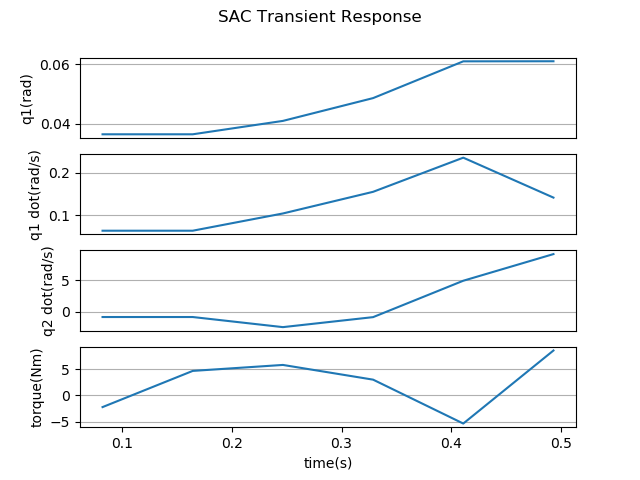 SAC Transient Response
q1(rad)
0.06
0.04
q1 dot(rad/s)
0.2
0.1
q2 dot(rad/s)
5
0
torque(Nm)
5
0
−5
0.1 0.2 0.3 0.4 0.5
time(s)